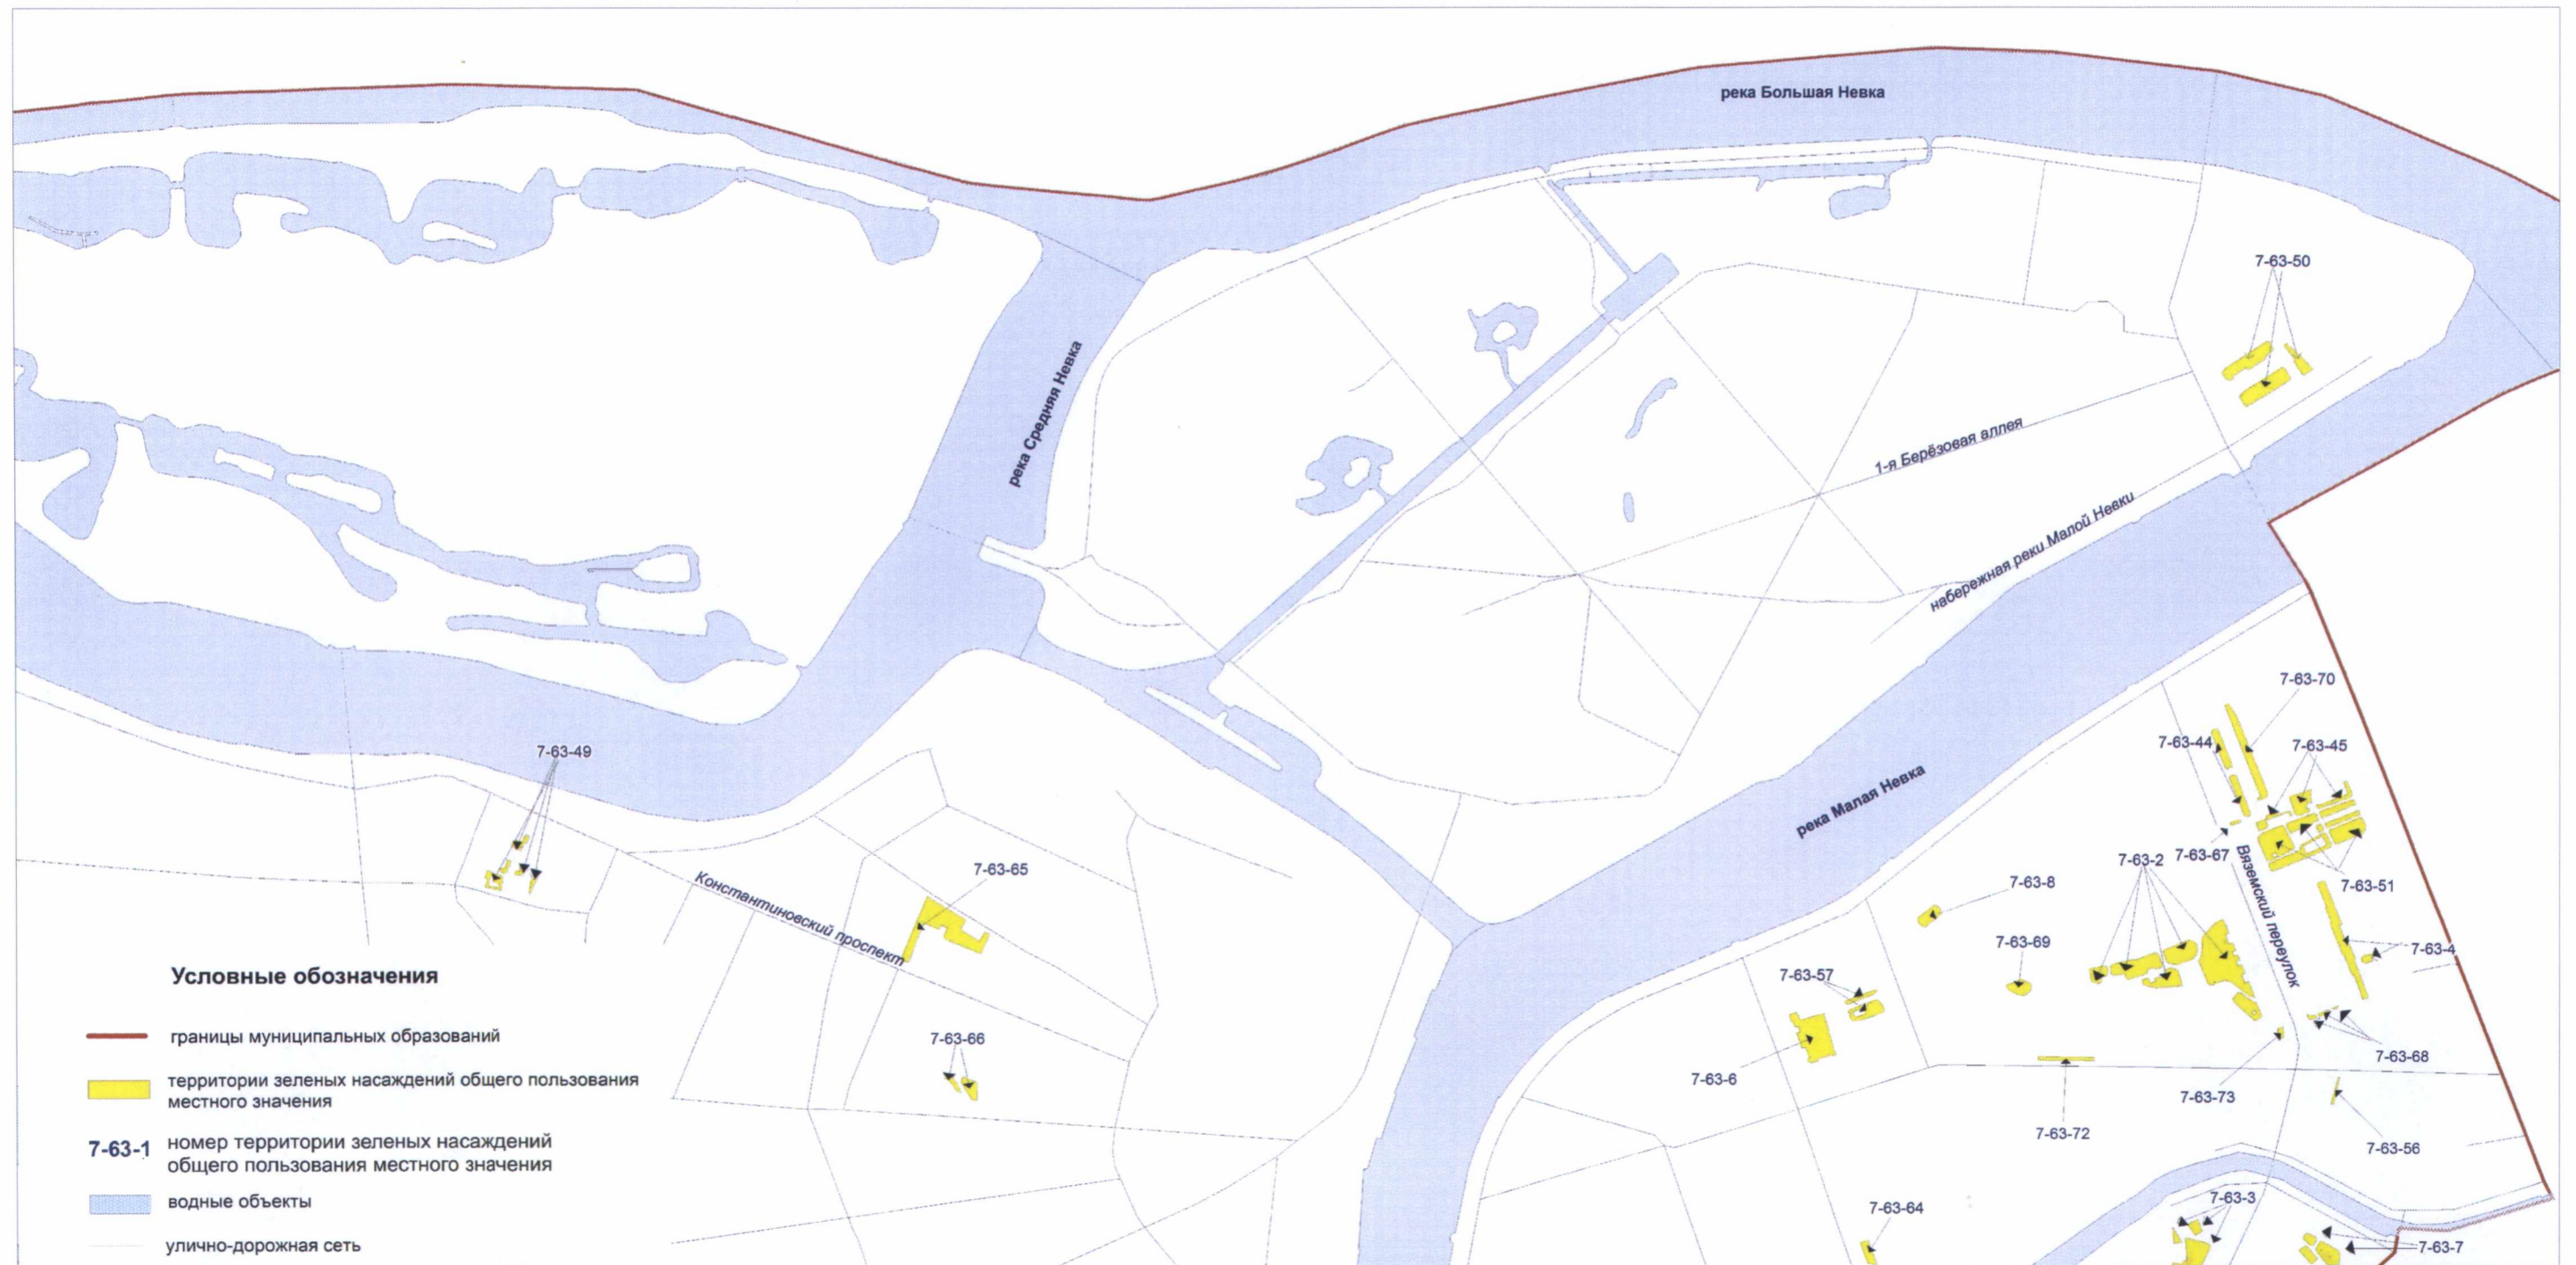 река Большая Невка
7-63-50
река Средняя Невка
1-я Берёзовая аллея
набережная реки Малой Невки
7-63-70
7-63-44
7-63-45
7-63-49
река Малая Невка
7-63-67
7-63-2
Вяземский переулок
7-63-65
7-63-8
7-63-51
Константиновский проспект
7-63-69
7-63-4
7-63-57
7-63-66
7-63-68
7-63-6
7-63-73
7-63-72
7-63-56
7-63-3
7-63-64
7-63-7
Условные обозначения
границы муниципальных образований
территории зеленых насаждений общего пользования
местного значения
7-63-1 номер территории зеленых насаждений
общего пользования местного значения
водные объекты
улично-дорожная сеть